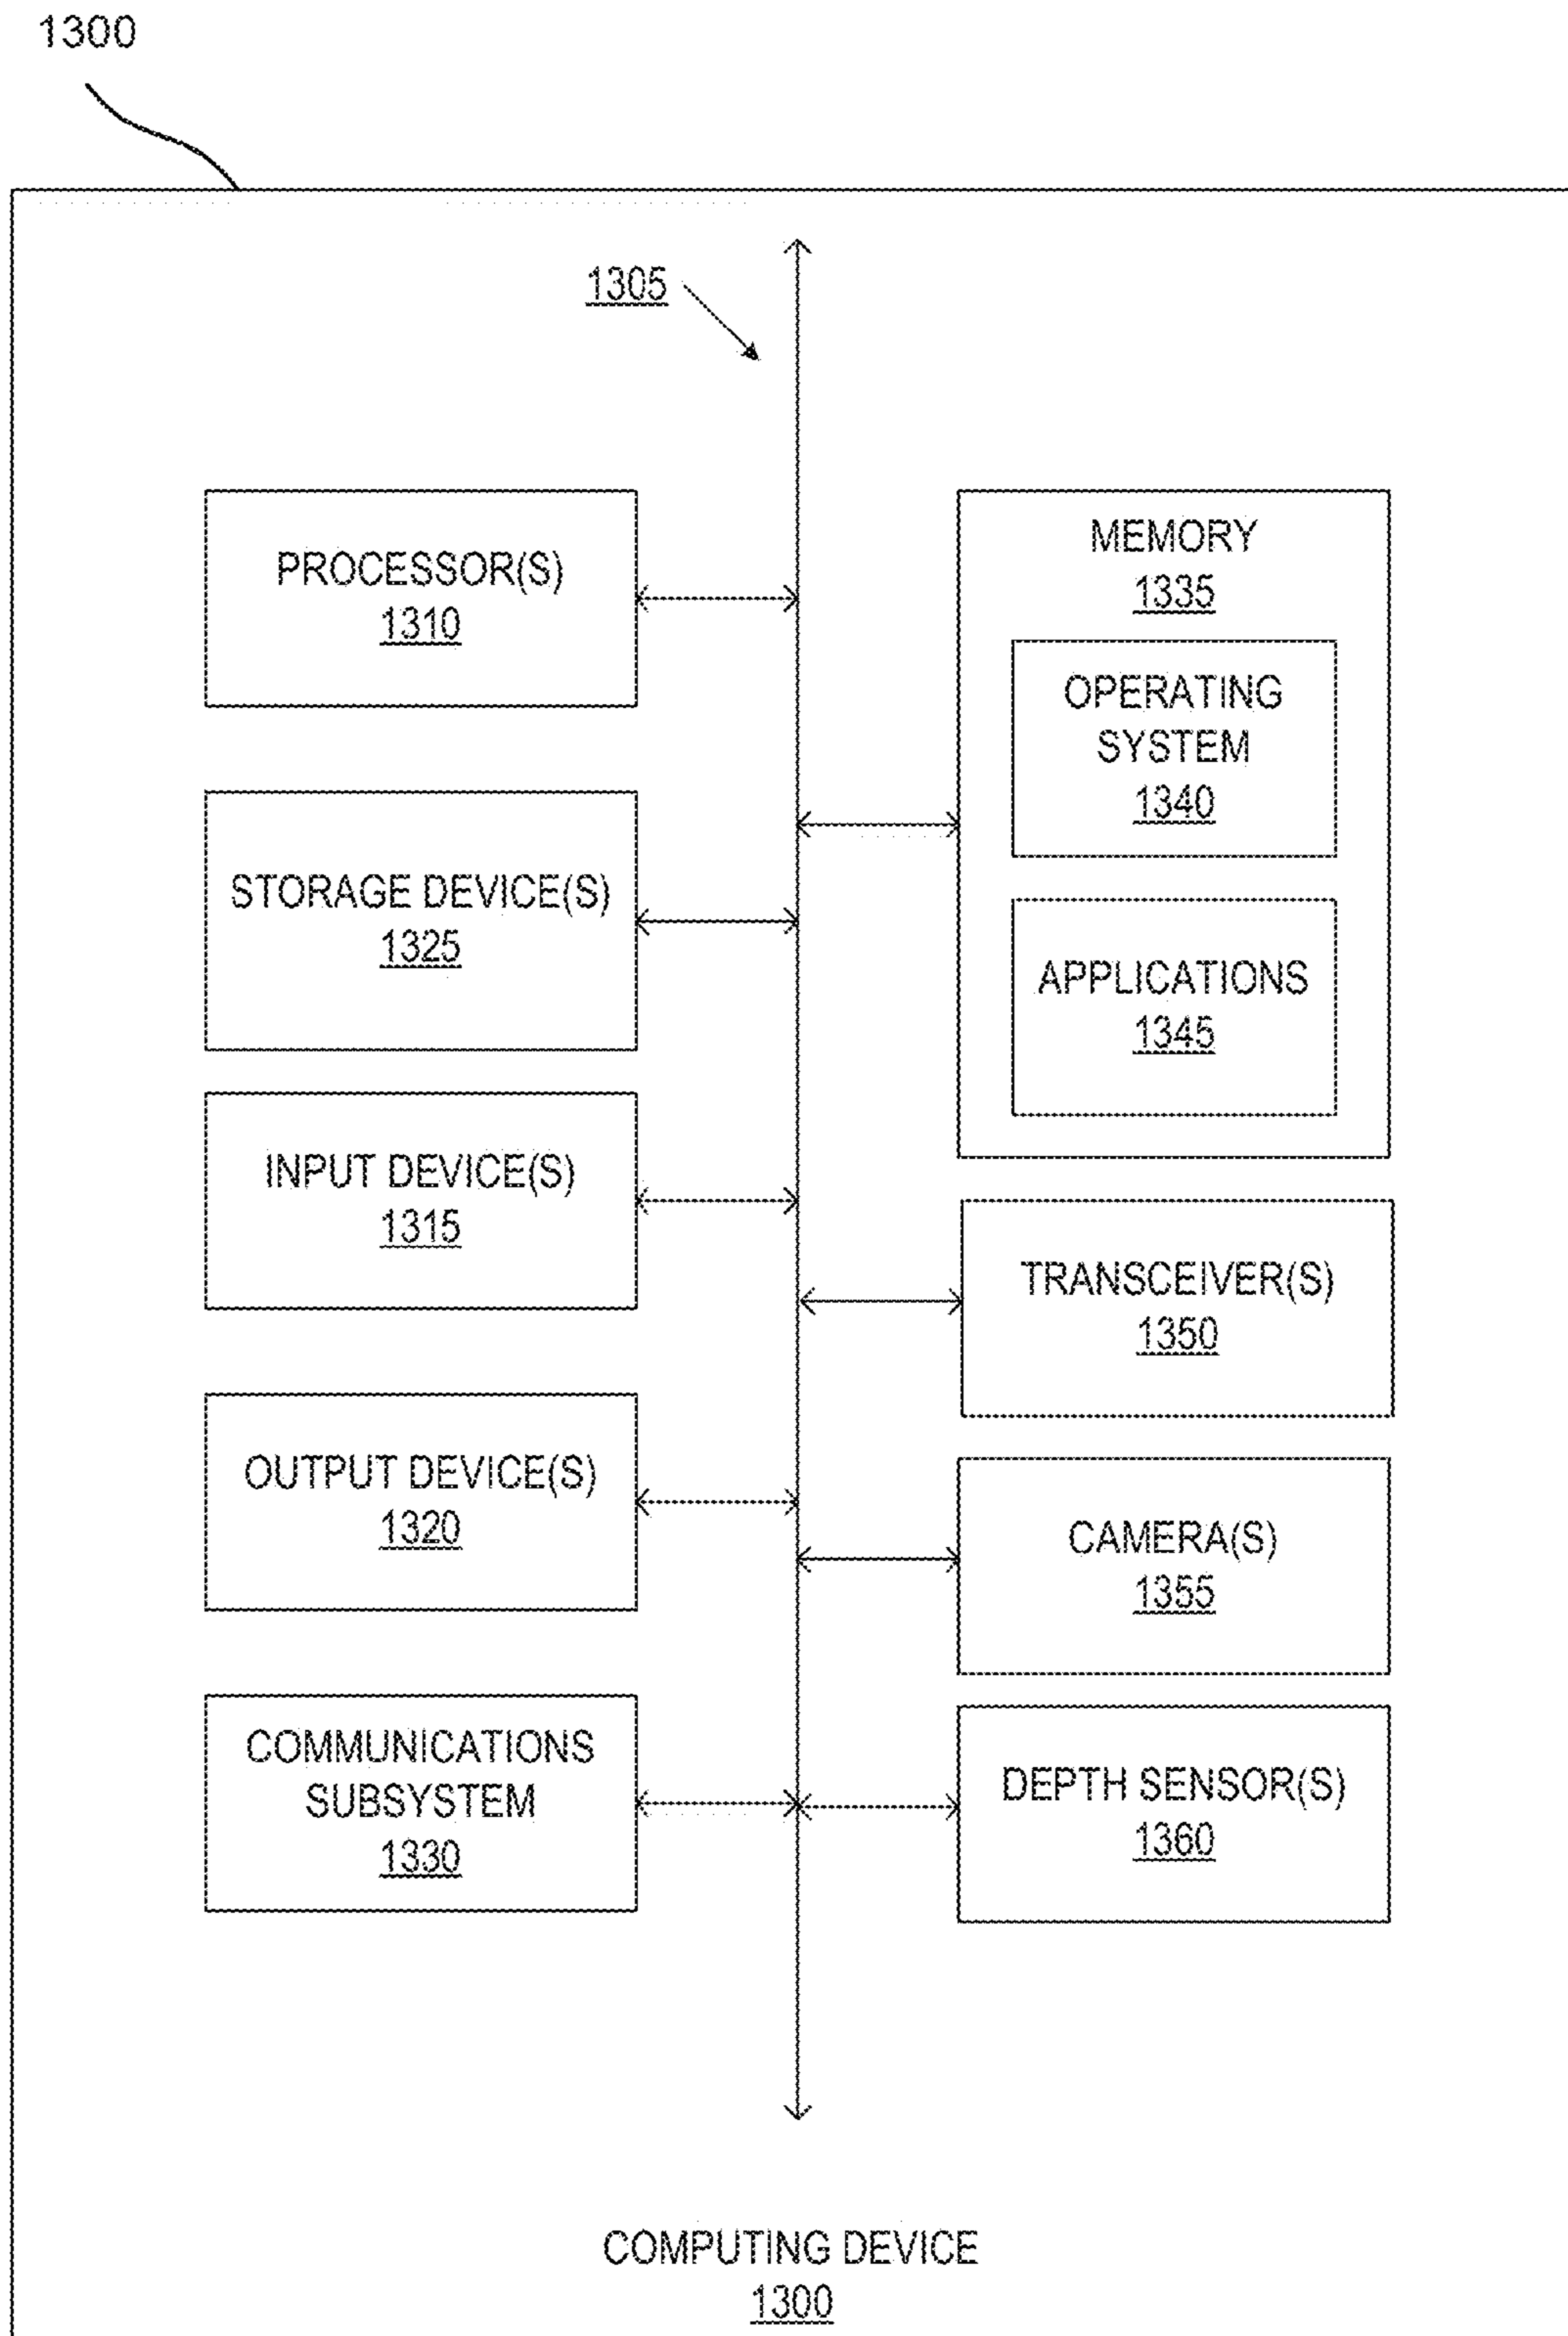 1300
1305
PROCESSOR(S)
1310
STORAGE DEVICE(S)
1325
INPUT DEVICE(S)
1315
OUTPUT DEVICE(S)
1320
COMMUNICATIONS
SUBSYSTEM
1330
MEMORY
1335
OPERATING
SYSTEM
1340
APPLICATIONS
1345
TRANSCEIVER(S)
1350
CAMERA(S)
1355
DEPTH SENSOR(S)
1360
COMPUTING DEVICE
1300